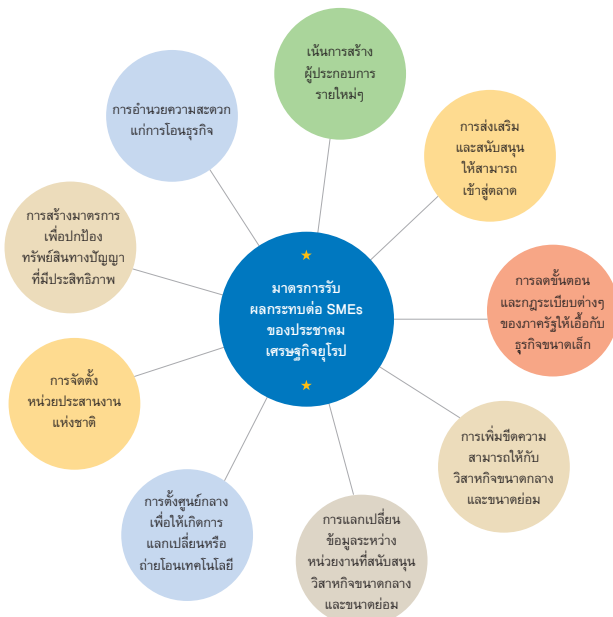 เน้นการสร้าง
ผู้ประกอบการ
รายใหม่ๆ
การส่งเสริม
และสนับสนุน
ให้สามารถ
เข้าสู่ตลาด
การลดขั้นตอน
และกฎระเบียบต่างๆ
ของภาครัฐให้เอื้อกับ
ธุรกิจขนาดเล็ก
การเพิ่มขีดความ
สามารถให้กับ
วิสาหกิจขนาดกลาง
และขนาดย่อม
การแลกเปลี่ยน
ข้อมูลระหว่าง
หน่วยงานที่สนับสนุน
วิสาหกิจขนาดกลาง
และขนาดย่อม
การตั้งศูนย์กลาง
เพื่อให้เกิดการ
แลกเปลี่ยนหรือ
ถ่ายโอนเทคโนโลยี
การจัดตั้ง
หน่วยประสานงาน
แห่งชาติ
การสร้างมาตรการ
เพื่อปกป้อง
ทรัพย์สินทางปัญญา
ที่มีประสิทธิภาพ
การอำนวยความสะดวก
แก่การโอนธุรกิจ
มาตรการรับ
ผลกระทบต่อ SMEs
ของประชาคม
เศรษฐกิจยุโรป